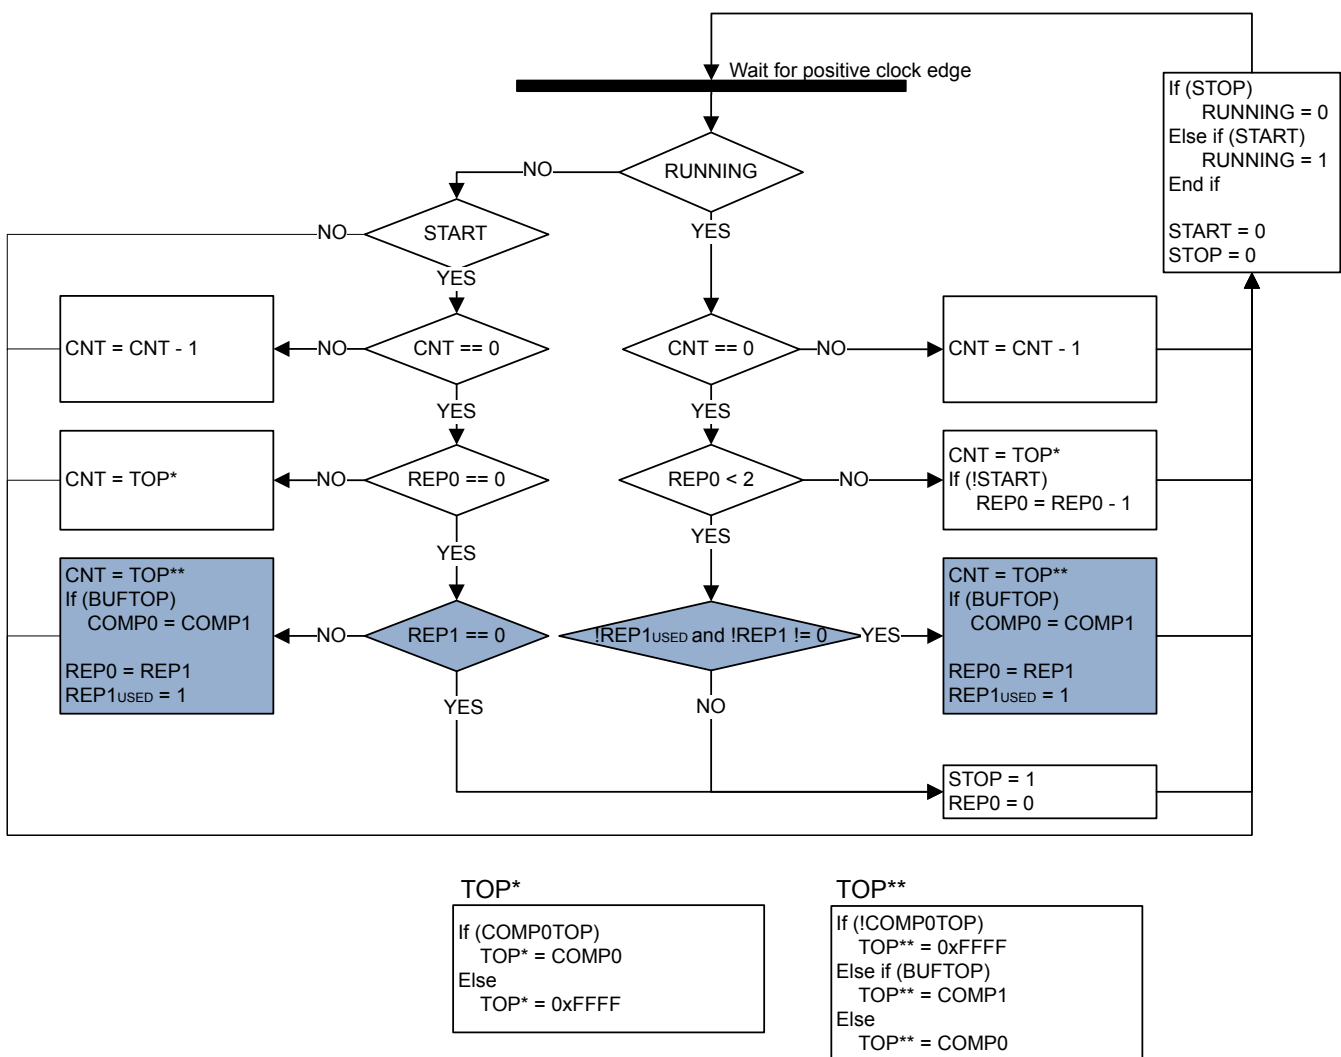 Wait for positive clock edge
If (STOP)
RUNNING = 0
Else if (START)
RUNNING = 1
End if
START = 0
STOP = 0
RUNNING
NO
YES
START
NO
YES
CNT = CNT - 1
NO
CNT == 0
YES
CNT == 0
NO
YES
CNT = CNT - 1
CNT = TOP*
NO
REP0 == 0
YES
REP0 < 2
NO
YES
CNT = TOP*
If (!START)
REP0 = REP0 - 1
CNT = TOP**
If (BUFTOP)
COMP0 = COMP1
REP0 = REP1
REP1USED = 1
NO
REP1 == 0
YES
!REP1USED and !REP1 != 0
YES
NO
CNT = TOP**
If (BUFTOP)
COMP0 = COMP1
REP0 = REP1
REP1USED = 1
STOP = 1
REP0 = 0
TOP*
If (COMP0TOP)
TOP* = COMP0
Else
TOP* = 0xFFFF
TOP**
If (!COMP0TOP)
TOP** = 0xFFFF
Else if (BUFTOP)
TOP** = COMP1
Else
TOP** = COMP0